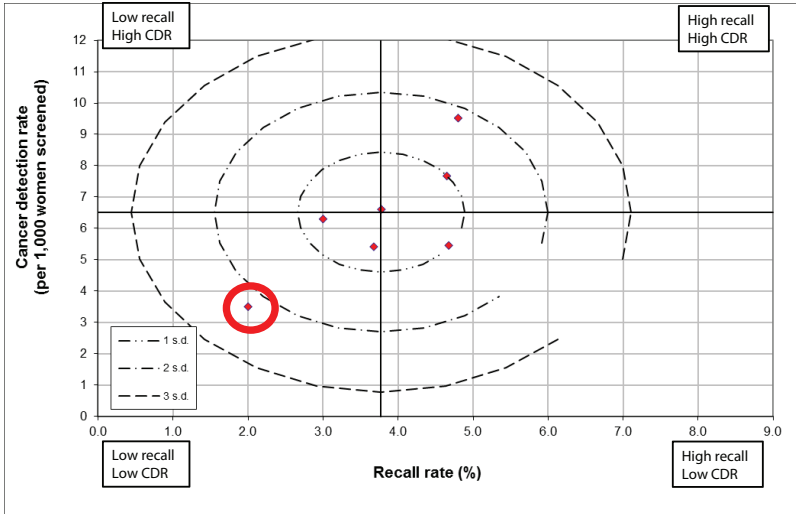 Low recall
High CDR
High recall
High CDR
Cancer detection rate
(per 1,000 women screened)
12
11
10
9
8
7
6
5
4
3
2
1
0
1 s.d.
2 s.d.
3 s.d.
0.0 1.0 2.0 3.0 4.0 5.0 6.0 7.0 8.0 9.0
Low recall
Low CDR
Recall rate (%)
High recall
Low CDR